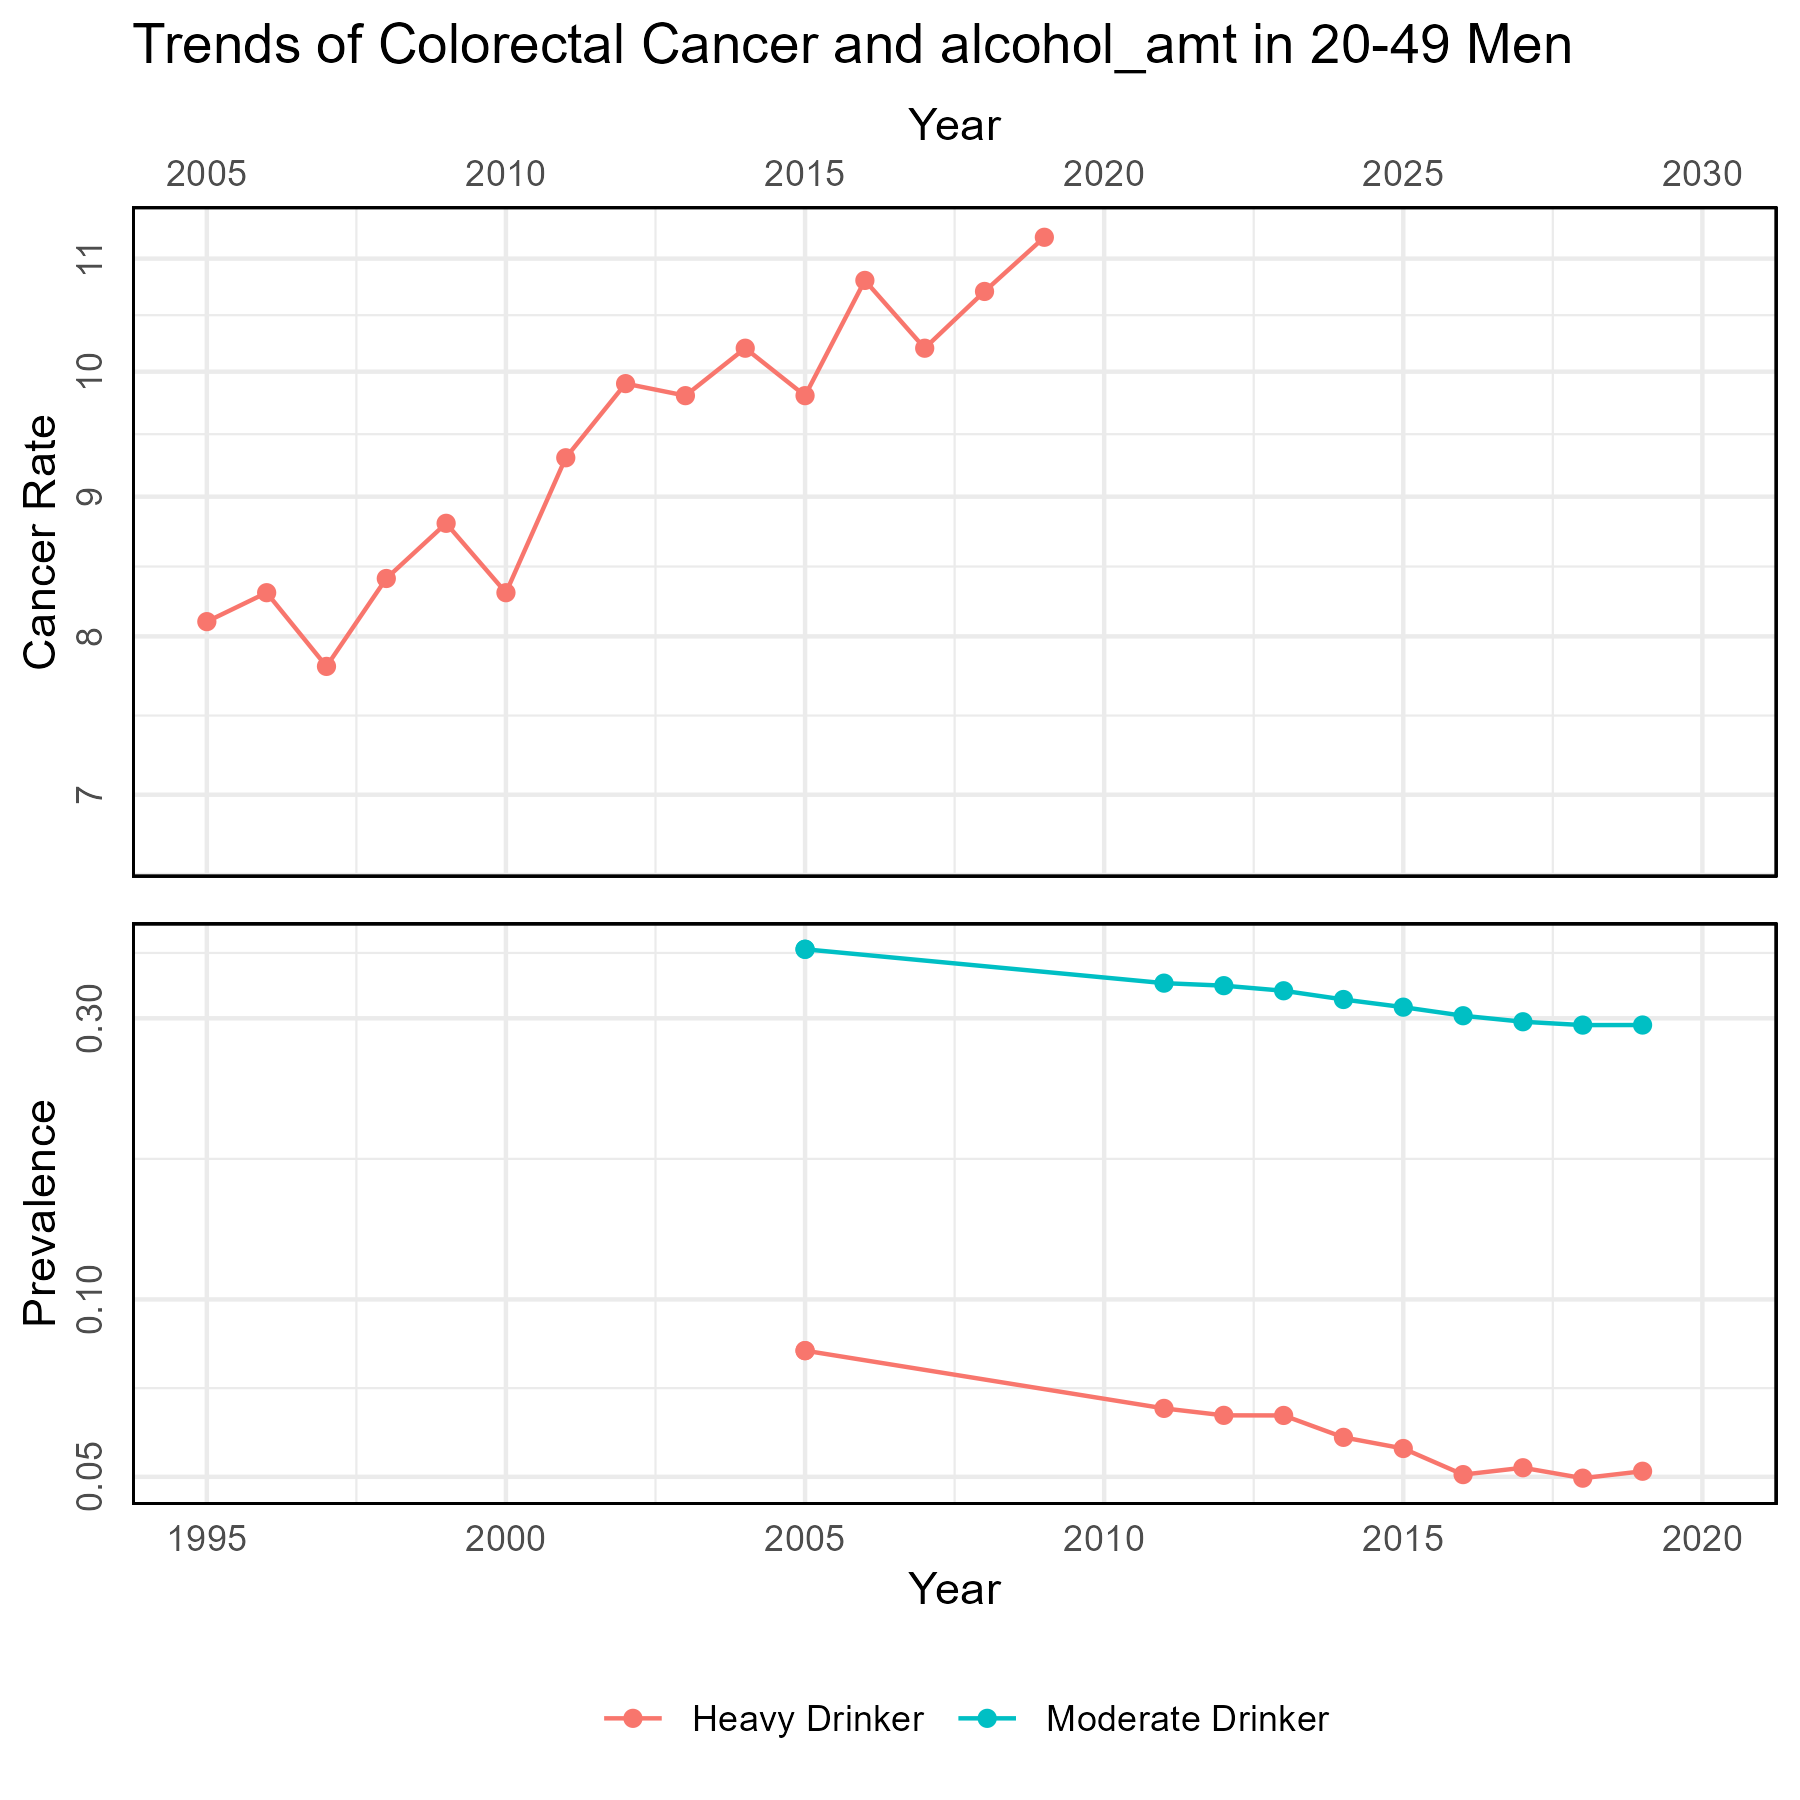 Trends of Colorectal Cancer and alcohol_amt in 20-49 Men
Year
2005 2010 2015 2020 2025 2030
Cancer Rate
11
10
9
8
7
Prevalence
0.30
0.10
0.05
1995 2000 2005 2010 2015 2020
Year
Heavy Drinker Moderate Drinker